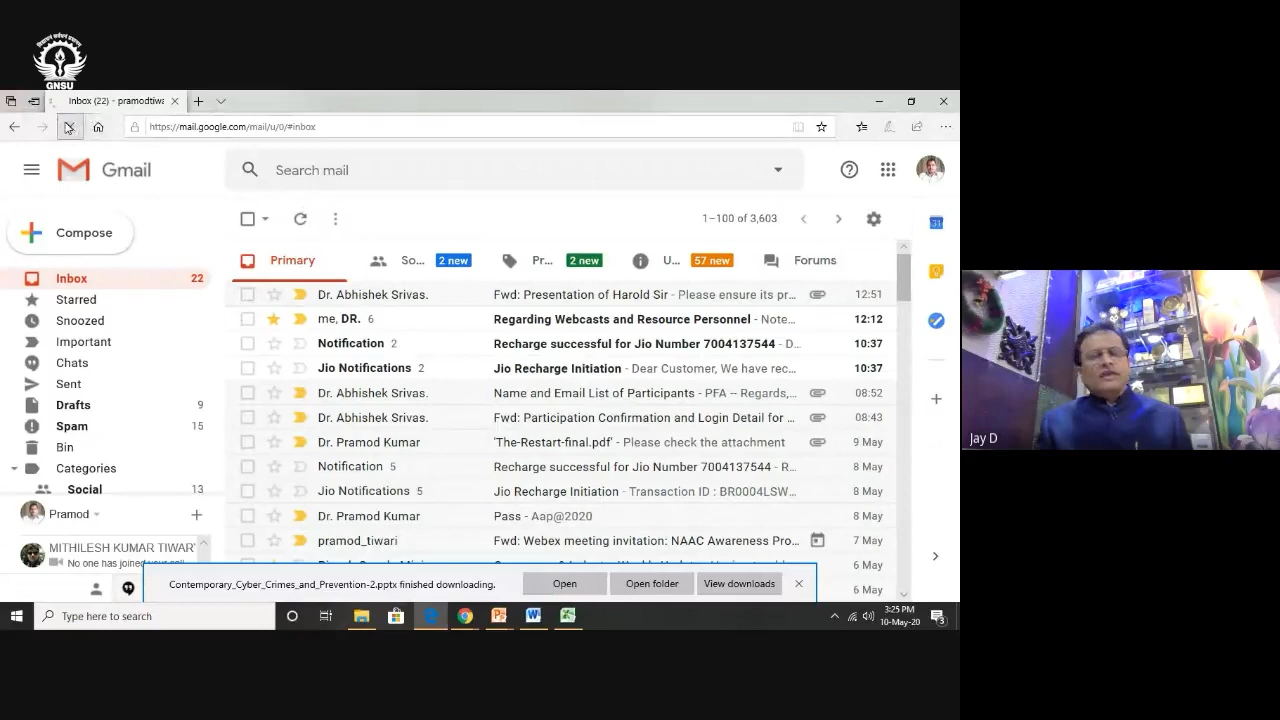 GNSU
Inbox (22) - pramodtiwa
https://mail.google.com/mail/u/0/#inbox
Gmail
Search mail
Compose
1–100 of 3,603
Primary
So... 2 new
Pr... 2 new
U... 57 new
Forums
Inbox 22
Starred
Snoozed
Important
Chats
Sent
Drafts 9
Spam 15
Bin
Categories
Social 13
Pramod
MITHILESH KUMAR TIWARY
No one has joined your call
Dr. Abhishek Srivas. Fwd: Presentation of Harold Sir - Please ensure its pr... 12:51
me, DR. 6 Regarding Webcasts and Resource Personnel - Note... 12:12
Notification 2 Recharge successful for Jio Number 7004137544 - D... 10:37
Jio Notifications 2 Jio Recharge Initiation - Dear Customer, We have rec... 10:37
Dr. Abhishek Srivas. Name and Email List of Participants - PFA -- Regards,... 08:52
Dr. Abhishek Srivas. Fwd: Participation Confirmation and Login Detail for ... 08:43
Dr. Pramod Kumar 'The-Restart-final.pdf' - Please check the attachment 9 May
Notification 5 Recharge successful for Jio Number 7004137544 - R... 8 May
Jio Notifications 5 Jio Recharge Initiation - Transaction ID : BR0004LSW... 8 May
Dr. Pramod Kumar Pass - Aap@2020 8 May
pramod_tiwari Fwd: Webex meeting invitation: NAAC Awareness Pro... 7 May
6 May
6 May
31
Contemporary_Cyber_Crimes_and_Prevention-2.pptx finished downloading.
Open
Open folder
View downloads
Type here to search
3:25 PM
10-May-20
3
Jay D